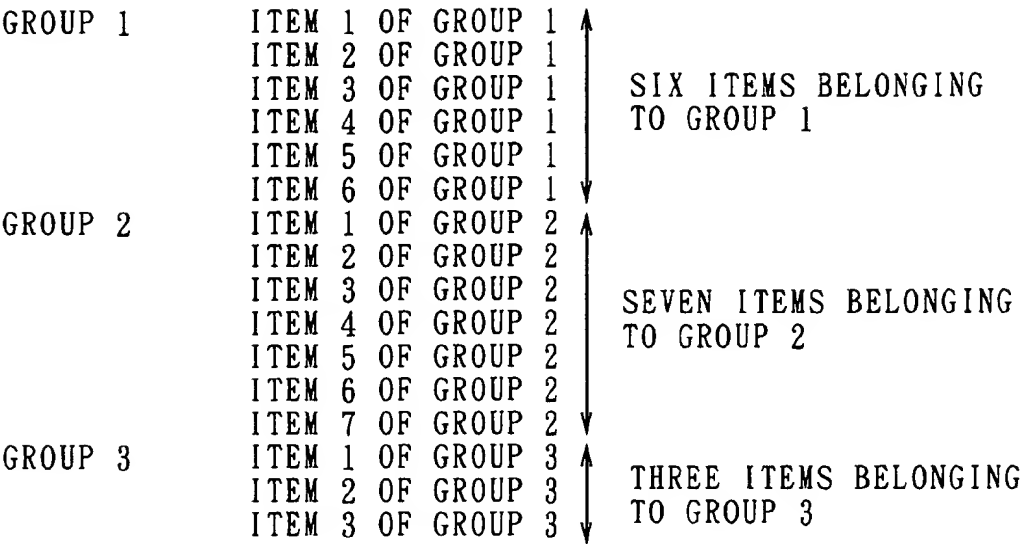 GROUP 1 ITEM 1 OF GROUP 1
ITEM 2 OF GROUP 1
ITEM 3 OF GROUP 1 SIX ITEMS BELONGING
ITEM 4 OF GROUP 1 TO GROUP 1
ITEM 5 OF GROUP 1
ITEM 6 OF GROUP 1
GROUP 2 ITEM 1 OF GROUP 2
ITEM 2 OF GROUP 2
ITEM 3 OF GROUP 2 SEVEN ITEMS BELONGING
ITEM 4 OF GROUP 2 TO GROUP 2
ITEM 5 OF GROUP 2
ITEM 6 OF GROUP 2
ITEM 7 OF GROUP 2
GROUP 3 ITEM 1 OF GROUP 3
ITEM 2 OF GROUP 3 THREE ITEMS BELONGING
ITEM 3 OF GROUP 3 TO GROUP 3